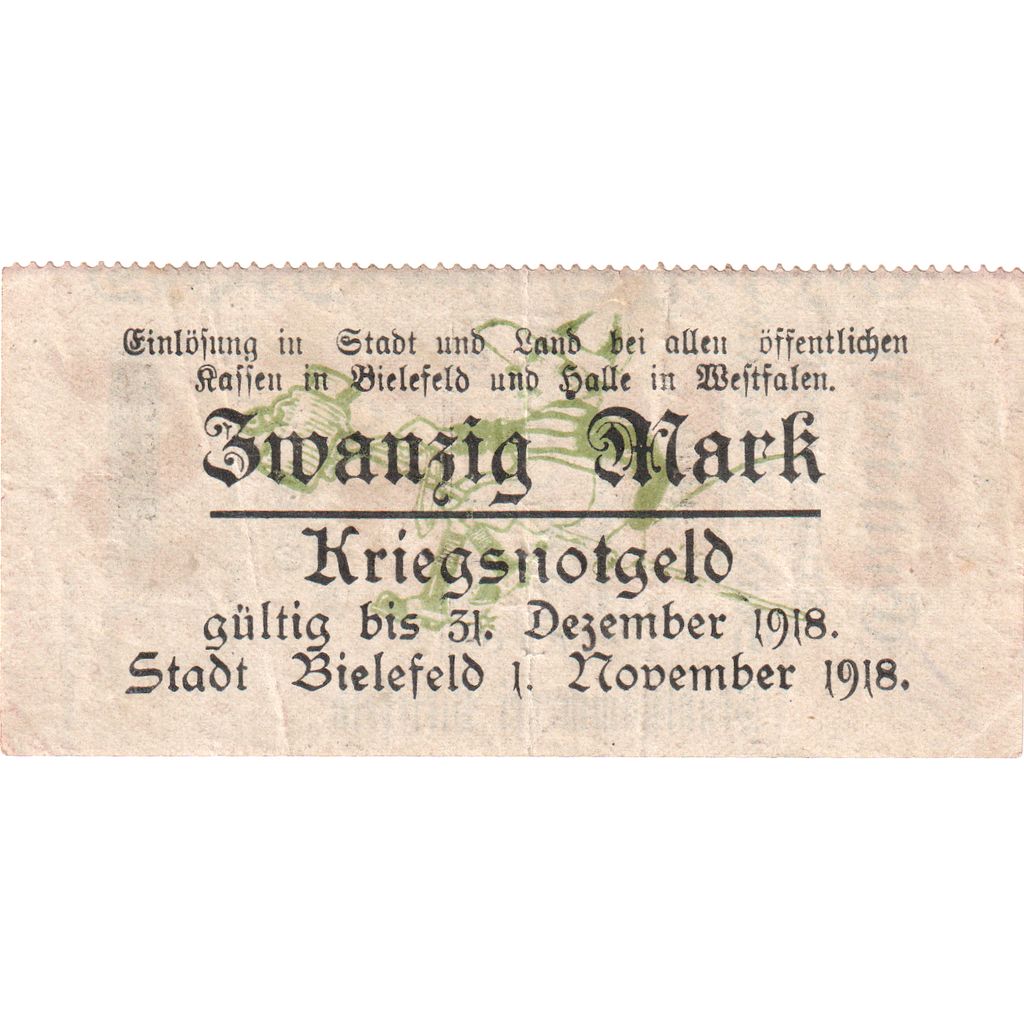 Einlösung in Stadt und Land bei allen öffentlichen
Kassen in Bielefeld und Halle in Westfalen.
Zwanzig Mark
Kriegsnotgeld
gültig bis 31. Dezember 1918.
Stadt Bielefeld 1. November 1918.